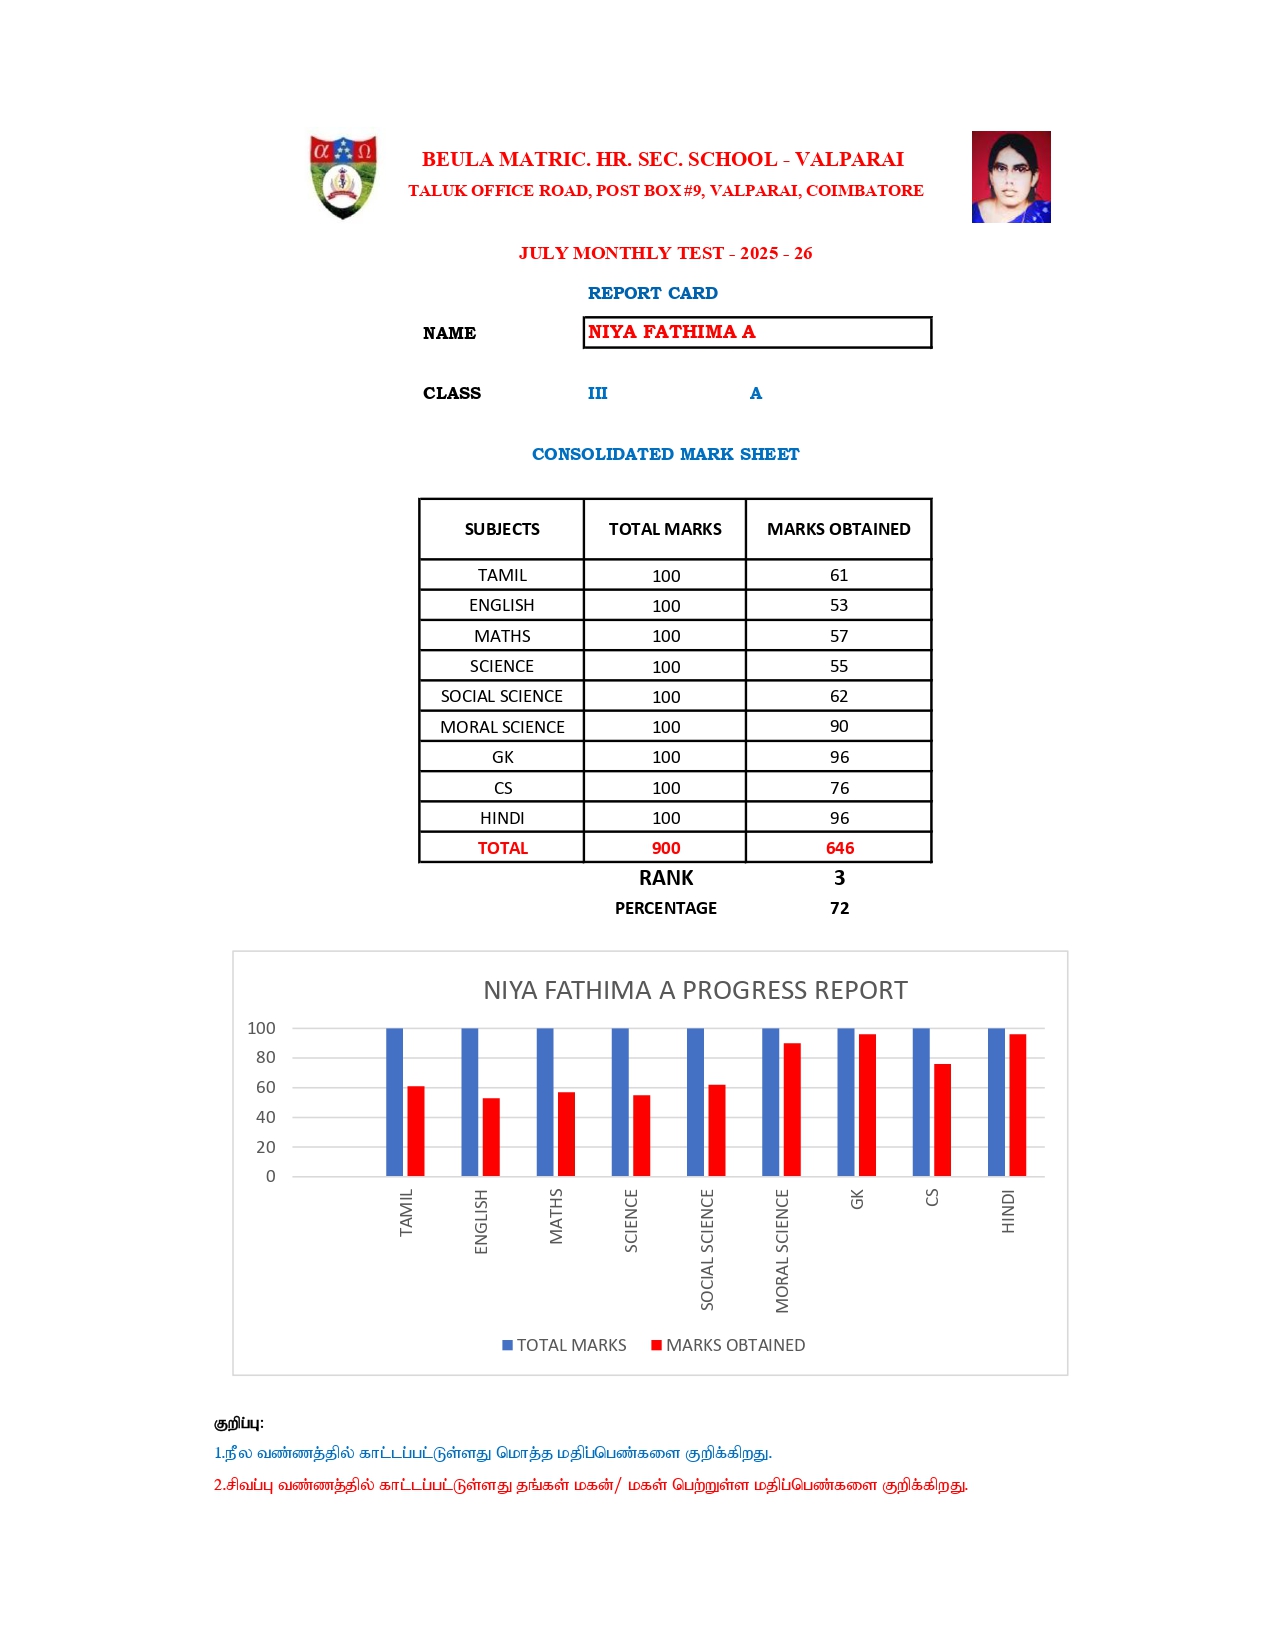 α Ω
BEULA MATRIC. HR. SEC. SCHOOL - VALPARAI
TALUK OFFICE ROAD, POST BOX #9, VALPARAI, COIMBATORE
JULY MONTHLY TEST - 2025 - 26
REPORT CARD
NAME NIYA FATHIMA A
CLASS III A
CONSOLIDATED MARK SHEET
SUBJECTS TOTAL MARKS MARKS OBTAINED
TAMIL 100 61
ENGLISH 100 53
MATHS 100 57
SCIENCE 100 55
SOCIAL SCIENCE 100 62
MORAL SCIENCE 100 90
GK 100 96
CS 100 76
HINDI 100 96
TOTAL 900 646
RANK 3
PERCENTAGE 72
NIYA FATHIMA A PROGRESS REPORT
100
80
60
40
20
0
TAMIL ENGLISH MATHS SCIENCE SOCIAL SCIENCE MORAL SCIENCE GK CS HINDI
TOTAL MARKS MARKS OBTAINED
குறிப்பு:
1.நீல வண்ணத்தில் காட்டப்பட்டுள்ளது மொத்த மதிப்பெண்களை குறிக்கிறது.
2.சிவப்பு வண்ணத்தில் காட்டப்பட்டுள்ளது தங்கள் மகன்/ மகள் பெற்றுள்ள மதிப்பெண்களை குறிக்கிறது.